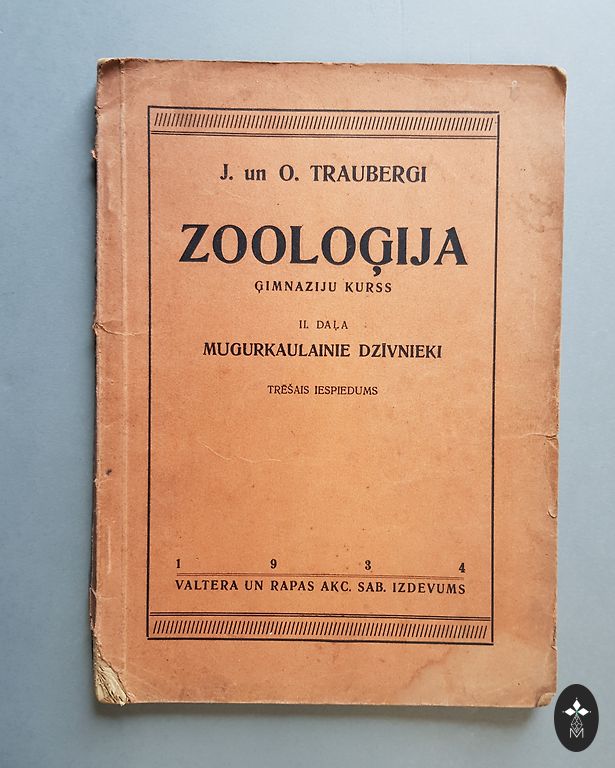 J. un O. TRAUBERGI
ZOOLOĢIJA
ĢIMNAZIJU KURSS
II. DAĻA
MUGURKAULAINIE DZĪVNIEKI
TREŠAIS IESPIEDUMS
1 9 3 4
VALTERA UN RAPAS AKC. SAB. IZDEVUMS
M